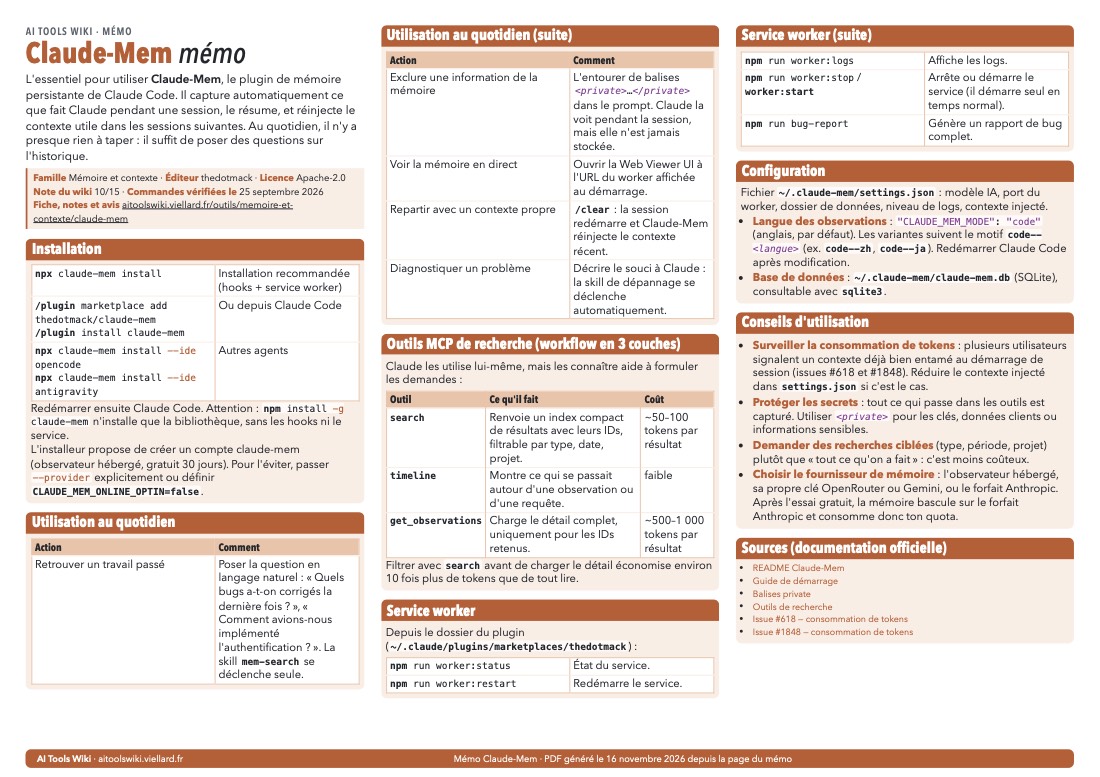 AI TOOLS WIKI · MÉMO
Claude-Mem mémo
L'essentiel pour utiliser Claude-Mem, le plugin de mémoire
persistante de Claude Code. Il capture automatiquement ce
que fait Claude pendant une session, le résume, et réinjecte le
contexte utile dans les sessions suivantes. Au quotidien, il n'y a
presque rien à taper : il suffit de poser des questions sur
l'historique.
Famille Mémoire et contexte · Éditeur thedotmack · Licence Apache-2.0
Note du wiki 10/15 · Commandes vérifiées le 25 septembre 2026
Fiche, notes et avis aitoolswiki.viellard.fr/outils/memoire-et-
contexte/claude-mem
Installation
npx claude-mem install
Installation recommandée
(hooks + service worker)
/plugin marketplace add
thedotmack/claude-mem
/plugin install claude-mem
Ou depuis Claude Code
npx claude-mem install --ide
opencode
npx claude-mem install --ide
antigravity
Autres agents
Redémarrer ensuite Claude Code. Attention : npm install -g
claude-mem n'installe que la bibliothèque, sans les hooks ni le
service.
L'installeur propose de créer un compte claude-mem
(observateur hébergé, gratuit 30 jours). Pour l'éviter, passer
--provider explicitement ou définir
CLAUDE_MEM_ONLINE_OPTIN=false.
Utilisation au quotidien
Action Comment
Retrouver un travail passé
Poser la question en
langage naturel : « Quels
bugs a-t-on corrigés la
dernière fois ? », «
Comment avions-nous
implémenté
l'authentification ? ». La
skill mem-search se
déclenche seule.
Utilisation au quotidien (suite)
Action Comment
Exclure une information de la
mémoire
L'entourer de balises
<private>…</private>
dans le prompt. Claude la
voit pendant la session,
mais elle n'est jamais
stockée.
Voir la mémoire en direct
Ouvrir la Web Viewer UI à
l'URL du worker affichée
au démarrage.
Repartir avec un contexte propre
/clear : la session
redémarre et Claude-Mem
réinjecte le contexte
récent.
Diagnostiquer un problème
Décrire le souci à Claude :
la skill de dépannage se
déclenche
automatiquement.
Outils MCP de recherche (workflow en 3 couches)
Claude les utilise lui-même, mais les connaître aide à formuler
les demandes :
Outil Ce qu'il fait Coût
search
Renvoie un index compact
de résultats avec leurs IDs,
filtrable par type, date,
projet.
~50–100
tokens par
résultat
timeline
Montre ce qui se passait
autour d'une observation ou
d'une requête.
faible
get_observations
Charge le détail complet,
uniquement pour les IDs
retenus.
~500–1 000
tokens par
résultat
Filtrer avec search avant de charger le détail économise environ
10 fois plus de tokens que de tout lire.
Service worker
Depuis le dossier du plugin
(~/.claude/plugins/marketplaces/thedotmack) :
npm run worker:status État du service.
npm run worker:restart Redémarre le service.
Service worker (suite)
npm run worker:logs Affiche les logs.
npm run worker:stop /
worker:start
Arrête ou démarre le
service (il démarre seul en
temps normal).
npm run bug-report
Génère un rapport de bug
complet.
Configuration
Fichier ~/.claude-mem/settings.json : modèle IA, port du
worker, dossier de données, niveau de logs, contexte injecté.
• Langue des observations : "CLAUDE_MEM_MODE": "code"
(anglais, par défaut). Les variantes suivent le motif code--
<langue> (ex. code--zh, code--ja). Redémarrer Claude Code
après modification.
• Base de données : ~/.claude-mem/claude-mem.db (SQLite),
consultable avec sqlite3.
Conseils d'utilisation
• Surveiller la consommation de tokens : plusieurs utilisateurs
signalent un contexte déjà bien entamé au démarrage de
session (issues #618 et #1848). Réduire le contexte injecté
dans settings.json si c'est le cas.
• Protéger les secrets : tout ce qui passe dans les outils est
capturé. Utiliser <private> pour les clés, données clients ou
informations sensibles.
• Demander des recherches ciblées (type, période, projet)
plutôt que « tout ce qu'on a fait » : c'est moins coûteux.
• Choisir le fournisseur de mémoire : l'observateur hébergé,
sa propre clé OpenRouter ou Gemini, ou le forfait Anthropic.
Après l'essai gratuit, la mémoire bascule sur le forfait
Anthropic et consomme donc ton quota.
Sources (documentation officielle)
• README Claude-Mem
• Guide de démarrage
• Balises private
• Outils de recherche
• Issue #618 — consommation de tokens
• Issue #1848 — consommation de tokens
AI Tools Wiki · aitoolswiki.viellard.fr
Mémo Claude-Mem · PDF généré le 16 novembre 2026 depuis la page du mémo